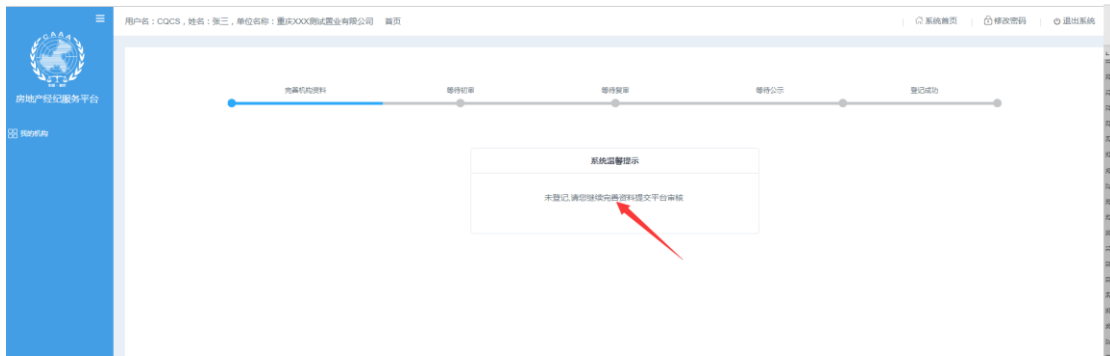 用户名：CQCS，姓名：张三，单位名称：重庆XXX测试置业有限公司 首页
系统首页 修改密码 退出系统
CAAA
房地产经纪服务平台
我的机构
完善机构资料 等待初审 等待复审 等待公示 登记成功
系统温馨提示
未登记,请您继续完善资料提交平台审核